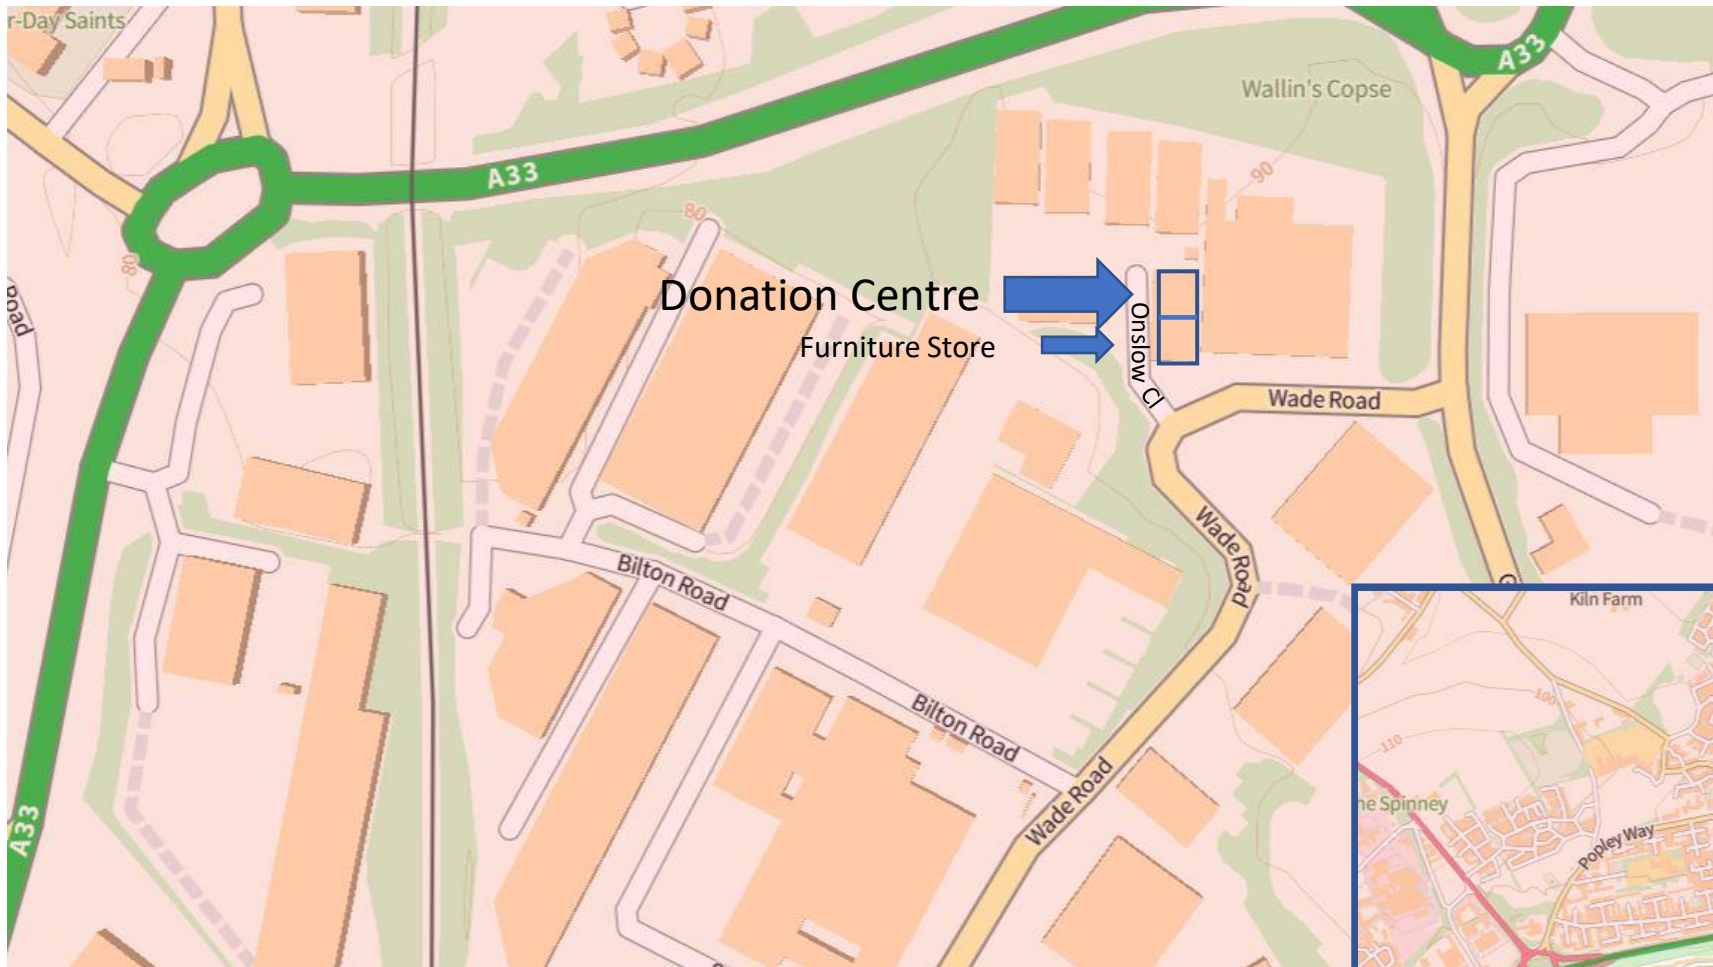 r-Day Saints
A33
Wallin's Copse
A33
90
80
80
Road
Donation Centre
Furniture Store
Onslow Cl
Wade Road
Wade Road
Bilton Road
Bilton Road
Wade Road
A33
Kiln Farm
100
110
he Spinney
Popley Way